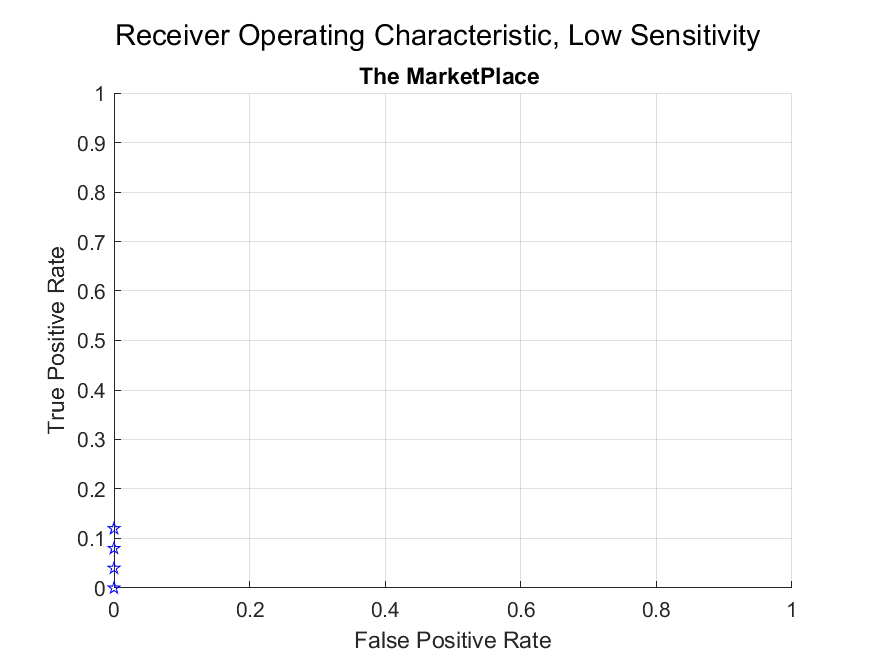 Receiver Operating Characteristic, Low Sensitivity
The MarketPlace
1
0.9
0.8
0.7
0.6
0.5
0.4
0.3
0.2
0.1
0
True Positive Rate
0 0.2 0.4 0.6 0.8 1
False Positive Rate